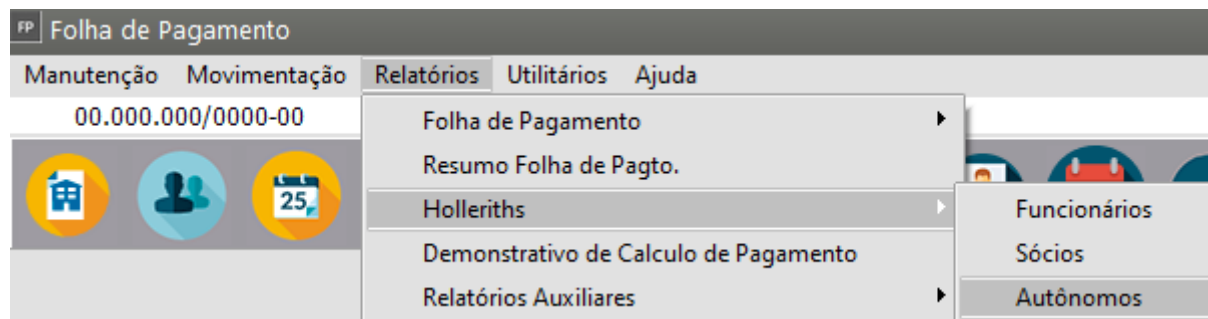 FP Folha de Pagamento
Manutenção Movimentação Relatórios Utilitários Ajuda
00.000.000/0000-00
Folha de Pagamento
Resumo Folha de Pagto.
25
Holleriths
Funcionários
Demonstrativo de Calculo de Pagamento
Sócios
Relatórios Auxiliares
Autônomos